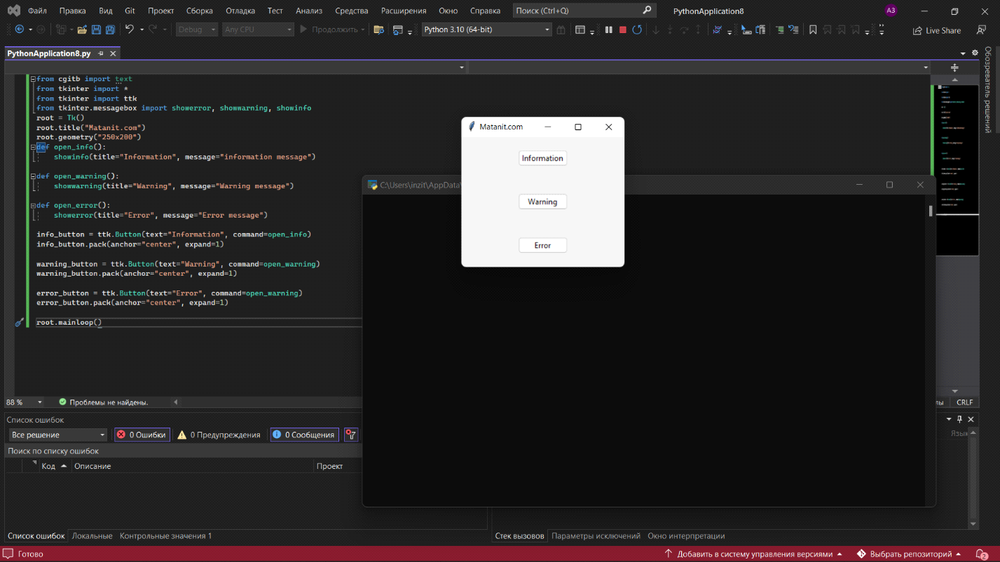 Файл Правка Вид Git Проект Сборка Отладка Тест Анализ Средства Расширения Окно Справка Поиск (Ctrl+Q) PythonApplication8 АЗ
Debug Any CPU Продолжить Python 3.10 (64-bit) Live Share
PythonApplication8.py
Обозреватель решений
from cgitb import text
from tkinter import *
from tkinter import ttk
from tkinter.messagebox import showerror, showwarning, showinfo
root = Tk()
root.title("Matanit.com")
root.geometry("250x200")
def open_info():
showinfo(title="Information", message="information message")
def open_warning():
showwarning(title="Warning", message="Warning message")
def open_error():
showerror(title="Error", message="Error message")
info_button = ttk.Button(text="Information", command=open_info)
info_button.pack(anchor="center", expand=1)
warning_button = ttk.Button(text="Warning", command=open_warning)
warning_button.pack(anchor="center", expand=1)
error_button = ttk.Button(text="Error", command=open_warning)
error_button.pack(anchor="center", expand=1)
root.mainloop()
Matanit.com
Information
Warning
Error
C:\Users\inzit\AppData\
88 % Проблемы не найдены. CRLF
Список ошибок
Все решение 0 Ошибки 0 Предупреждения 0 Сообщения
Язык
Поиск по списку ошибок
Код Описание Проект
Список ошибок Локальные Контрольные значения 1
Стек вызовов Параметры исключений Окно интерпретации
Готово Добавить в систему управления версиями Выбрать репозиторий 2